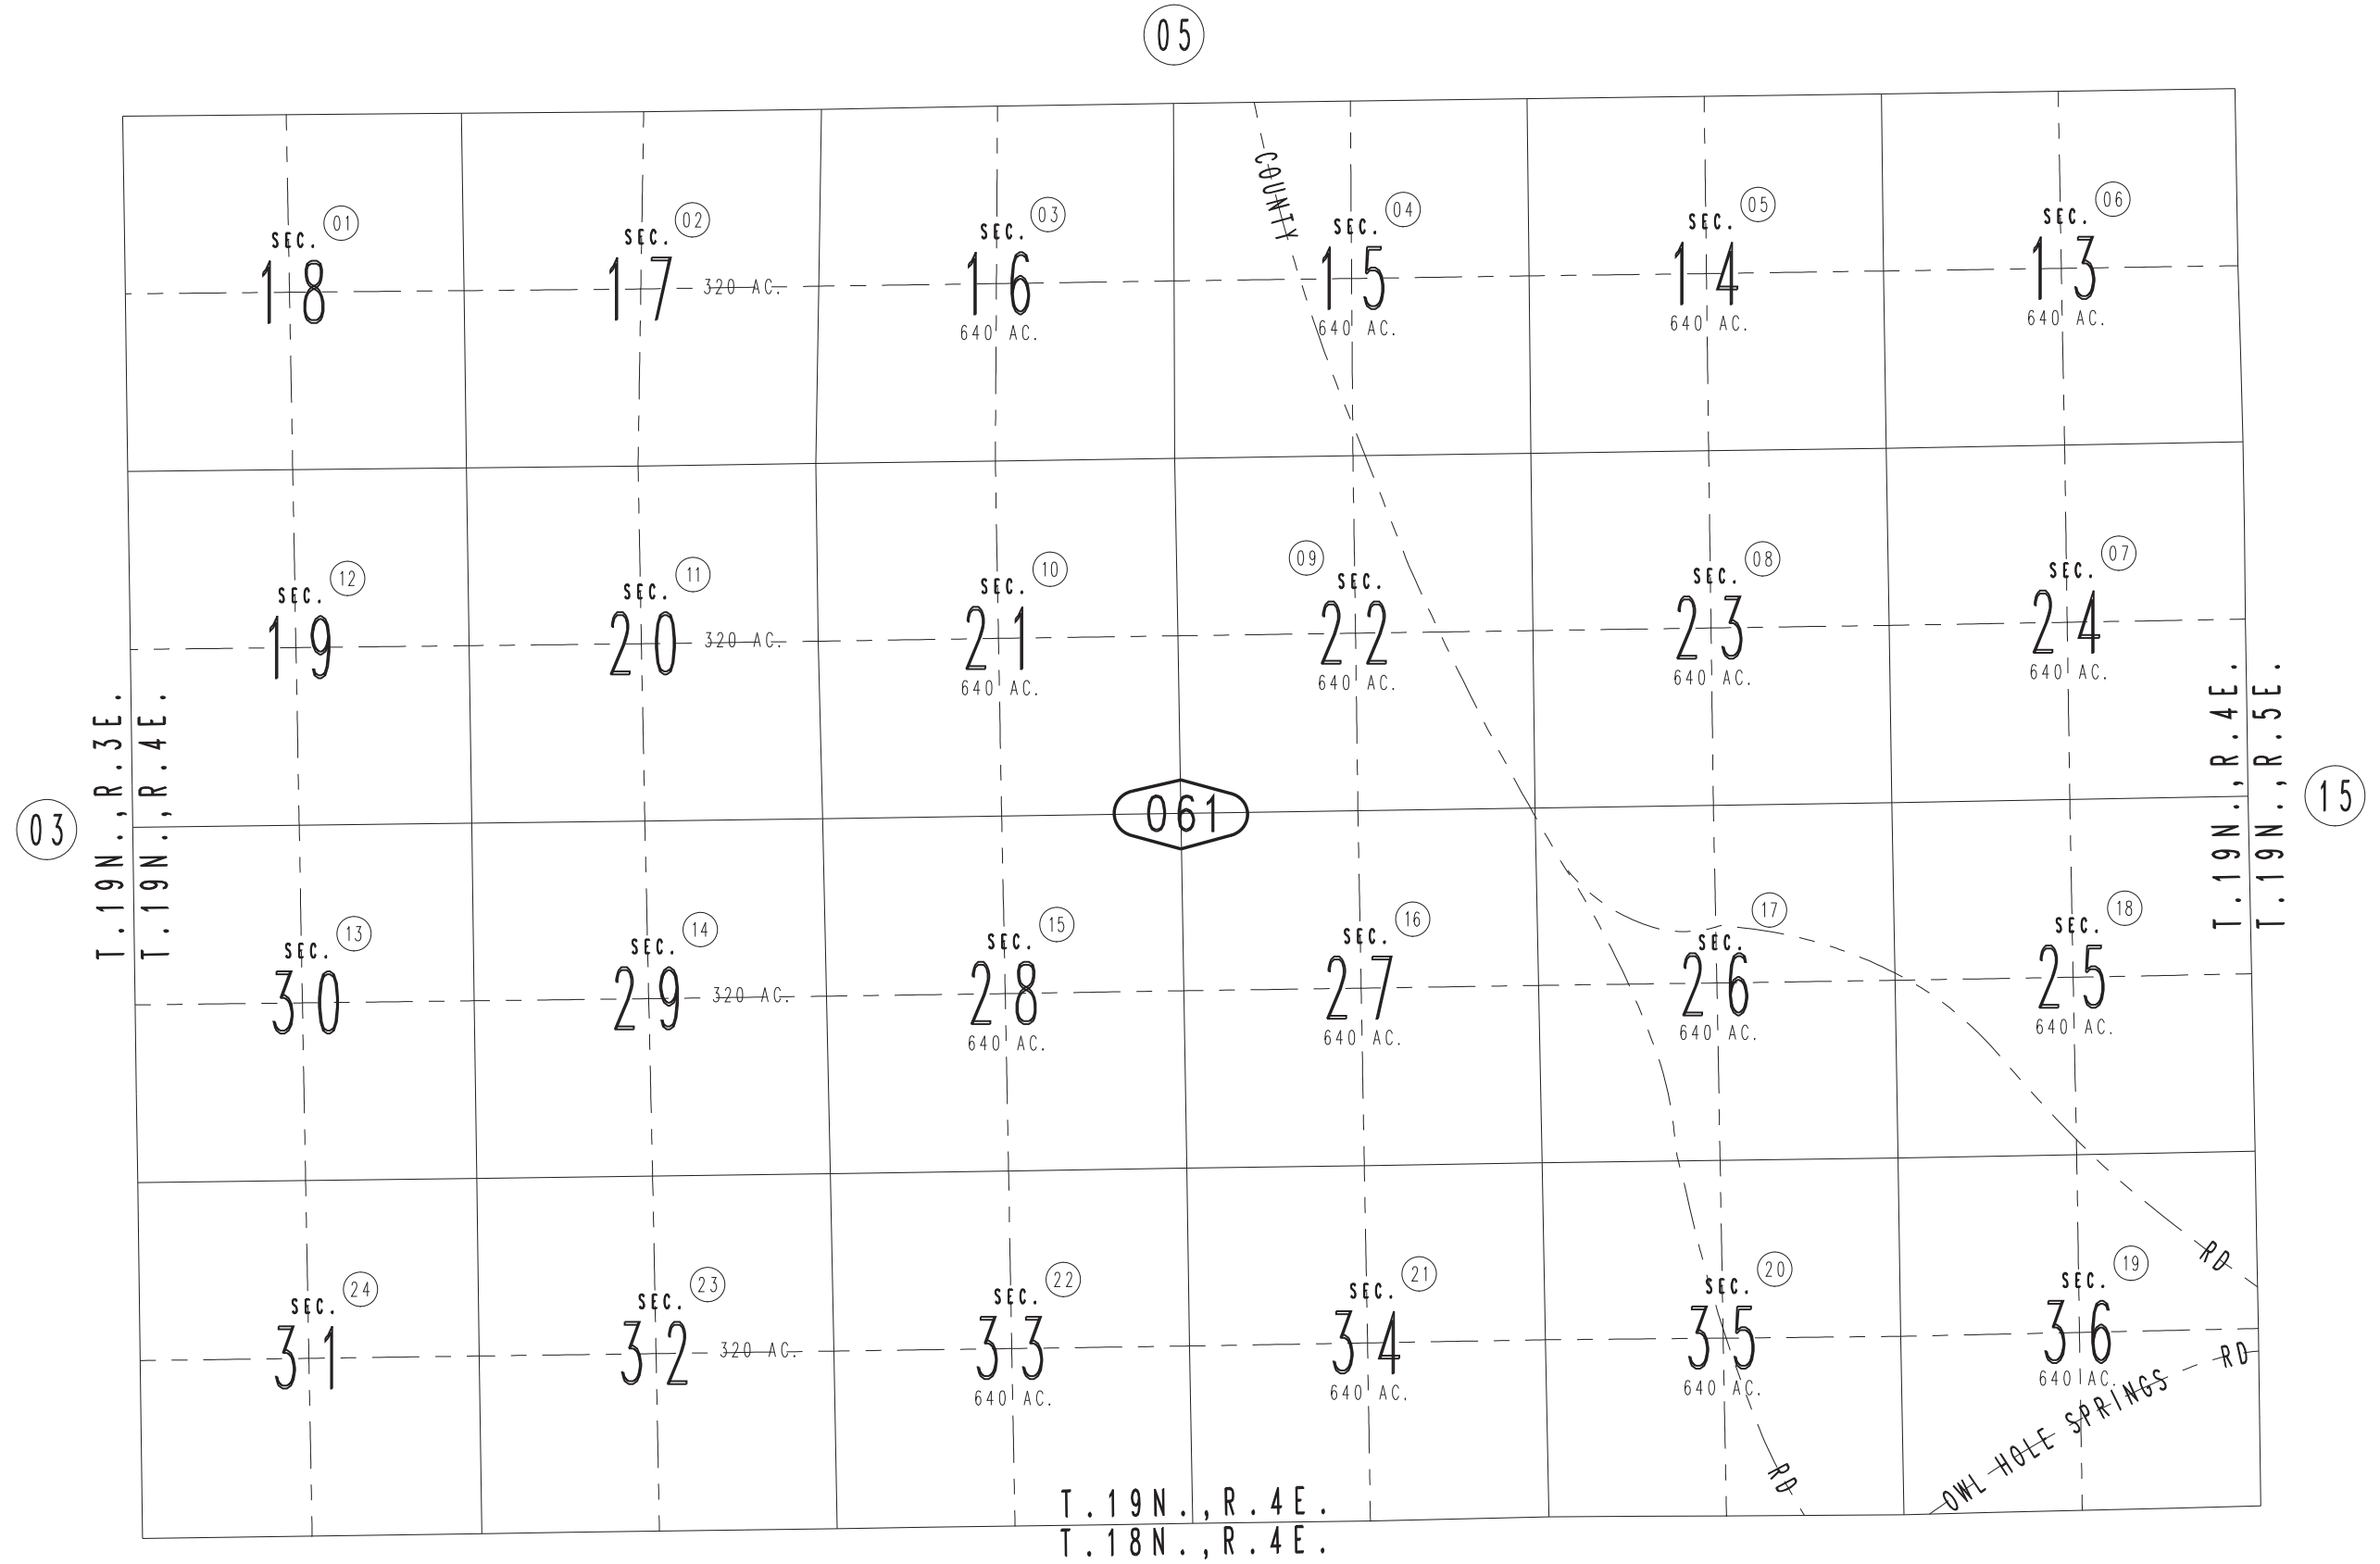 05
01
SEC.
18
02
SEC.
17
320 AC.
03
SEC.
16
640 AC.
COUNTY
04
SEC.
15
640 AC.
05
SEC.
14
640 AC.
06
SEC.
13
640 AC.
12
SEC.
19
11
SEC.
20
320 AC.
10
SEC.
21
640 AC.
09
SEC.
22
640 AC.
08
SEC.
23
640 AC.
07
SEC.
24
640 AC.
03
T.19N.,R.3E.
T.19N.,R.4E.
061
T.19N.,R.4E.
T.19N.,R.5E.
15
13
SEC.
30
14
SEC.
29
320 AC.
15
SEC.
28
640 AC.
16
SEC.
27
640 AC.
17
SEC.
26
640 AC.
18
SEC.
25
640 AC.
24
SEC.
31
23
SEC.
32
320 AC.
22
SEC.
33
640 AC.
21
SEC.
34
640 AC.
20
SEC.
35
640 AC.
RD
19
SEC.
36
640 AC.
RD
OWL HOLE SPRINGS RD
T.19N.,R.4E.
T.18N.,R.4E.